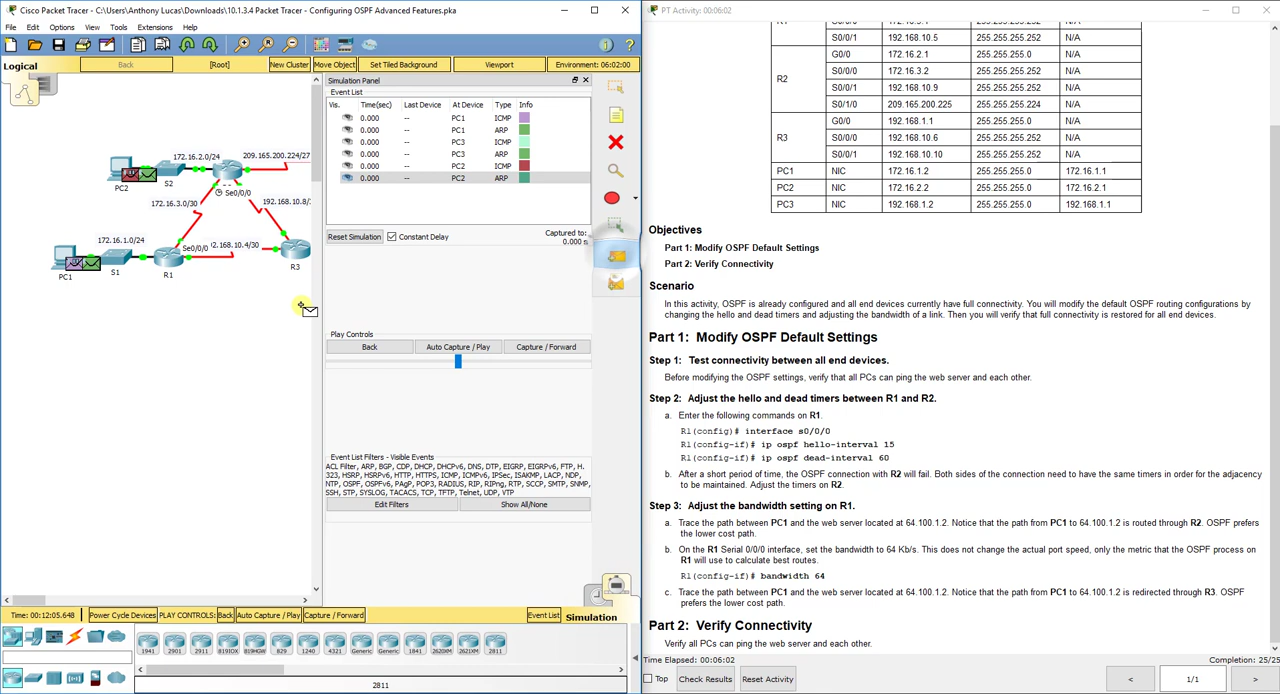 Cisco Packet Tracer - C:\Users\Anthony Lucas\Downloads\10.1.3.4 Packet Tracer - Configuring OSPF Advanced Features.pka
File Edit Options View Tools Extensions Help
Logical Back [Root] New Cluster Move Object Set Tiled Background Viewport Environment: 06:02:00
Simulation Panel
Event List
Vis. Time(sec) Last Device At Device Type Info
0.000 -- PC1 ICMP
0.000 -- PC1 ARP
0.000 -- PC3 ICMP
0.000 -- PC3 ARP
0.000 -- PC2 ICMP
0.000 -- PC2 ARP
Reset Simulation Constant Delay Captured to:
0.000 s
Play Controls
Back Auto Capture / Play Capture / Forward
Event List Filters - Visible Events
ACL Filter, ARP, BGP, CDP, DHCP, DHCPv6, DNS, DTP, EIGRP, EIGRPv6, FTP, H.
323, HSRP, HSRPv6, HTTP, HTTPS, ICMP, ICMPv6, IPSec, ISAKMP, LACP, NDP,
NTP, OSPF, OSPFv6, PAgP, POP3, RADIUS, RIP, RIPng, RTP, SCCP, SMTP, SNMP,
SSH, STP, SYSLOG, TACACS, TCP, TFTP, Telnet, UDP, VTP
Edit Filters Show All/None
172.16.2.0/24 209.165.200.224/27
PC2 S2
Se0/0/0
172.16.3.0/30 192.168.10.8/
172.16.1.0/24 Se0/0/0 .168.10.4/30
PC1 S1 R1 R3
Time: 00:12:05.648 Power Cycle Devices PLAY CONTROLS: Back Auto Capture / Play Capture / Forward Event List Simulation
1941 2901 2911 819IOX 819HGW 829 1240 4321 Generic Generic 1841 2620XM 2621XM 2811
2811
PT Activity: 00:06:02
S0/0/1 192.168.10.5 255.255.255.252 N/A
R2
G0/0 172.16.2.1 255.255.255.0 N/A
S0/0/0 172.16.3.2 255.255.255.252 N/A
S0/0/1 192.168.10.9 255.255.255.252 N/A
S0/1/0 209.165.200.225 255.255.255.224 N/A
R3
G0/0 192.168.1.1 255.255.255.0 N/A
S0/0/0 192.168.10.6 255.255.255.252 N/A
S0/0/1 192.168.10.10 255.255.255.252 N/A
PC1 NIC 172.16.1.2 255.255.255.0 172.16.1.1
PC2 NIC 172.16.2.2 255.255.255.0 172.16.2.1
PC3 NIC 192.168.1.2 255.255.255.0 192.168.1.1
Objectives
Part 1: Modify OSPF Default Settings
Part 2: Verify Connectivity
Scenario
In this activity, OSPF is already configured and all end devices currently have full connectivity. You will modify the default OSPF routing configurations by
changing the hello and dead timers and adjusting the bandwidth of a link. Then you will verify that full connectivity is restored for all end devices.
Part 1: Modify OSPF Default Settings
Step 1: Test connectivity between all end devices.
Before modifying the OSPF settings, verify that all PCs can ping the web server and each other.
Step 2: Adjust the hello and dead timers between R1 and R2.
a. Enter the following commands on R1.
R1(config)# interface s0/0/0
R1(config-if)# ip ospf hello-interval 15
R1(config-if)# ip ospf dead-interval 60
b. After a short period of time, the OSPF connection with R2 will fail. Both sides of the connection need to have the same timers in order for the adjacency
to be maintained. Adjust the timers on R2.
Step 3: Adjust the bandwidth setting on R1.
a. Trace the path between PC1 and the web server located at 64.100.1.2. Notice that the path from PC1 to 64.100.1.2 is routed through R2. OSPF prefers
the lower cost path.
b. On the R1 Serial 0/0/0 interface, set the bandwidth to 64 Kb/s. This does not change the actual port speed, only the metric that the OSPF process on
R1 will use to calculate best routes.
R1(config-if)# bandwidth 64
c. Trace the path between PC1 and the web server located at 64.100.1.2. Notice that the path from PC1 to 64.100.1.2 is redirected through R3. OSPF
prefers the lower cost path.
Part 2: Verify Connectivity
Verify all PCs can ping the web server and each other.
Time Elapsed: 00:06:02 Completion: 25/25
Top Check Results Reset Activity < 1/1 >